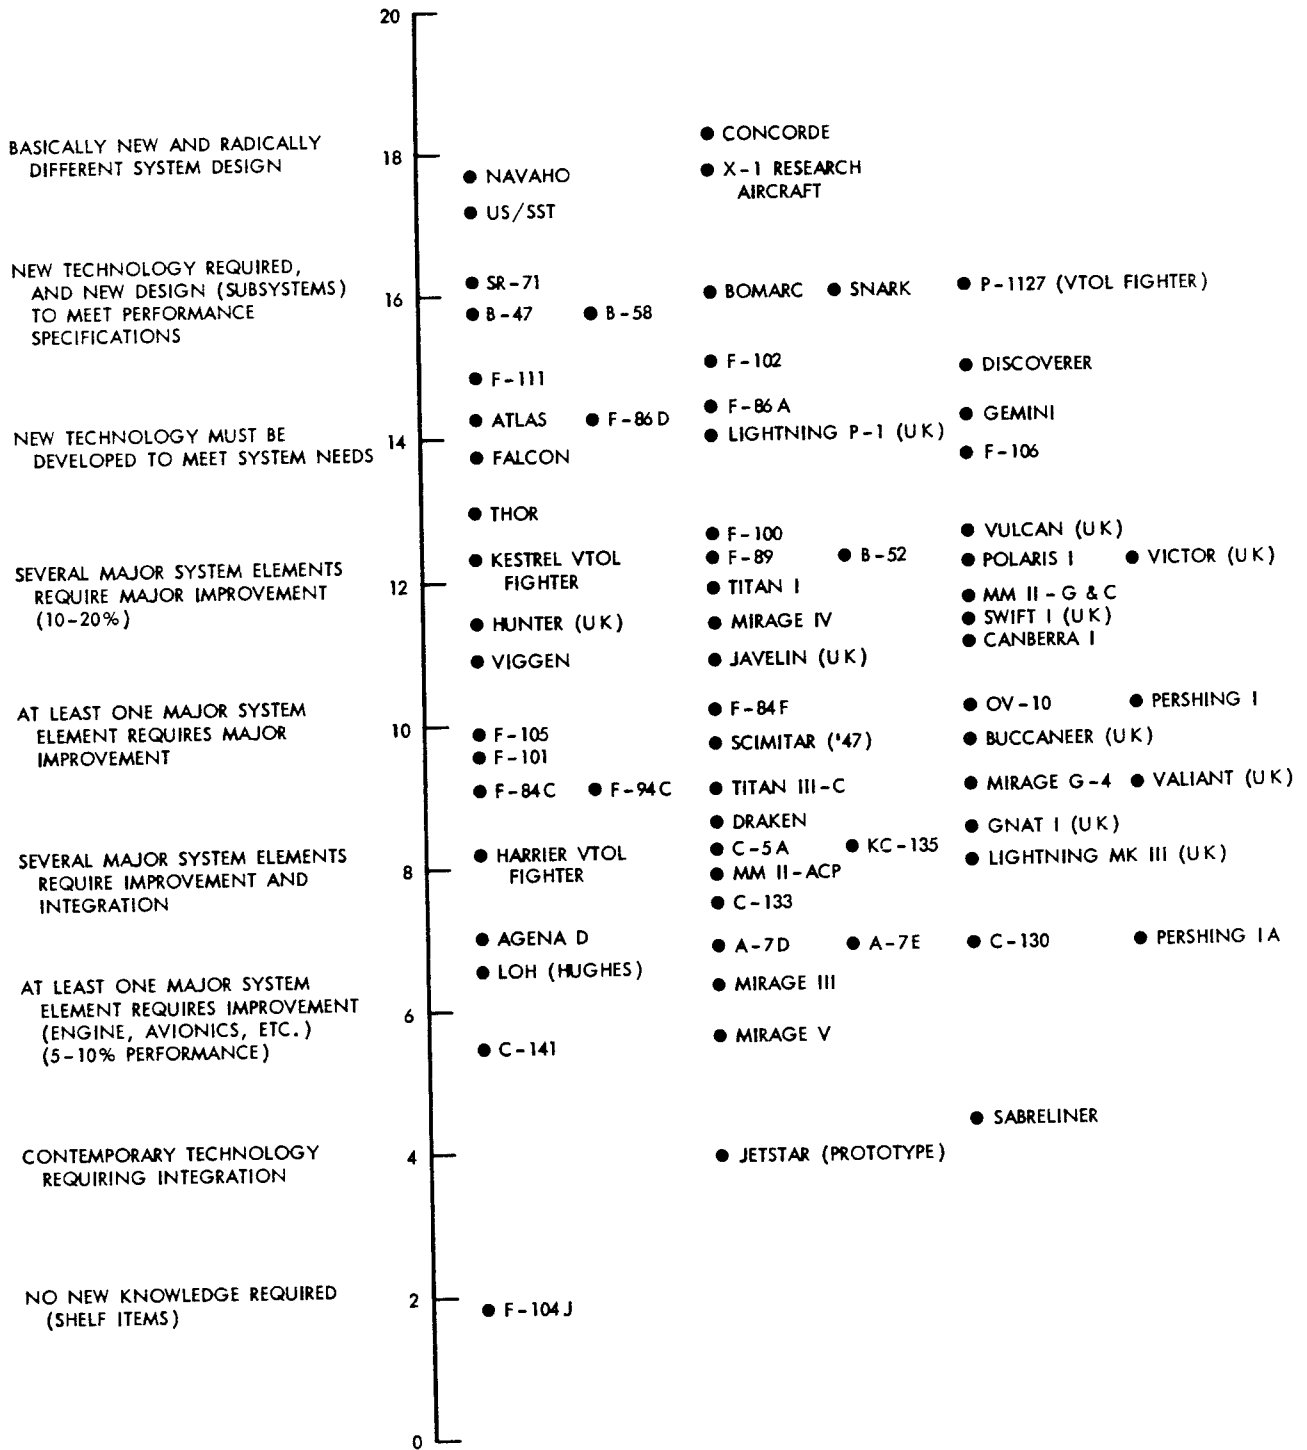 20
BASICALLY NEW AND RADICALLY
DIFFERENT SYSTEM DESIGN
18
CONCORDE
X-1 RESEARCH
AIRCRAFT
NAVAHO
US/SST
NEW TECHNOLOGY REQUIRED,
AND NEW DESIGN (SUBSYSTEMS)
TO MEET PERFORMANCE
SPECIFICATIONS
16
SR-71
BOMARC
SNARK
P-1127 (VTOL FIGHTER)
B-47
B-58
F-102
DISCOVERER
F-111
F-86A
GEMINI
ATLAS
F-86D
NEW TECHNOLOGY MUST BE
DEVELOPED TO MEET SYSTEM NEEDS
14
LIGHTNING P-1 (UK)
F-106
FALCON
THOR
F-100
VULCAN (UK)
KESTREL VTOL
FIGHTER
F-89
B-52
POLARIS I
VICTOR (UK)
SEVERAL MAJOR SYSTEM ELEMENTS
REQUIRE MAJOR IMPROVEMENT
(10-20%)
12
TITAN I
MM II-G & C
HUNTER (UK)
MIRAGE IV
SWIFT I (UK)
CANBERRA I
VIGGEN
JAVELIN (UK)
AT LEAST ONE MAJOR SYSTEM
ELEMENT REQUIRES MAJOR
IMPROVEMENT
10
F-84F
OV-10
PERSHING I
F-105
SCIMITAR ('47)
BUCCANEER (UK)
F-101
F-84C
F-94C
TITAN III-C
MIRAGE G-4
VALIANT (UK)
DRAKEN
GNAT I (UK)
SEVERAL MAJOR SYSTEM ELEMENTS
REQUIRE IMPROVEMENT AND
INTEGRATION
8
HARRIER VTOL
FIGHTER
C-5A
KC-135
LIGHTNING MK III (UK)
MM II-ACP
C-133
AGENA D
A-7D
A-7E
C-130
PERSHING IA
LOH (HUGHES)
MIRAGE III
AT LEAST ONE MAJOR SYSTEM
ELEMENT REQUIRES IMPROVEMENT
(ENGINE, AVIONICS, ETC.)
(5-10% PERFORMANCE)
6
MIRAGE V
C-141
SABRELINER
CONTEMPORARY TECHNOLOGY
REQUIRING INTEGRATION
4
JETSTAR (PROTOTYPE)
NO NEW KNOWLEDGE REQUIRED
(SHELF ITEMS)
2
F-104J
0